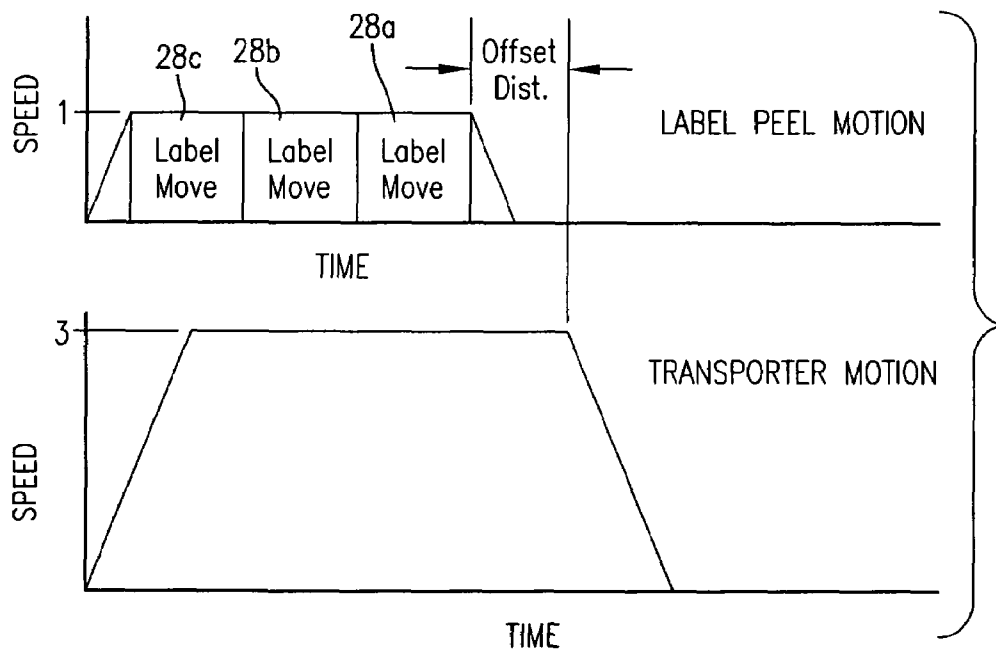 28c
28b
28a
Offset
Dist.
SPEED
1
Label
Move
Label
Move
Label
Move
LABEL PEEL MOTION
TIME
3
TRANSPORTER MOTION
SPEED
TIME